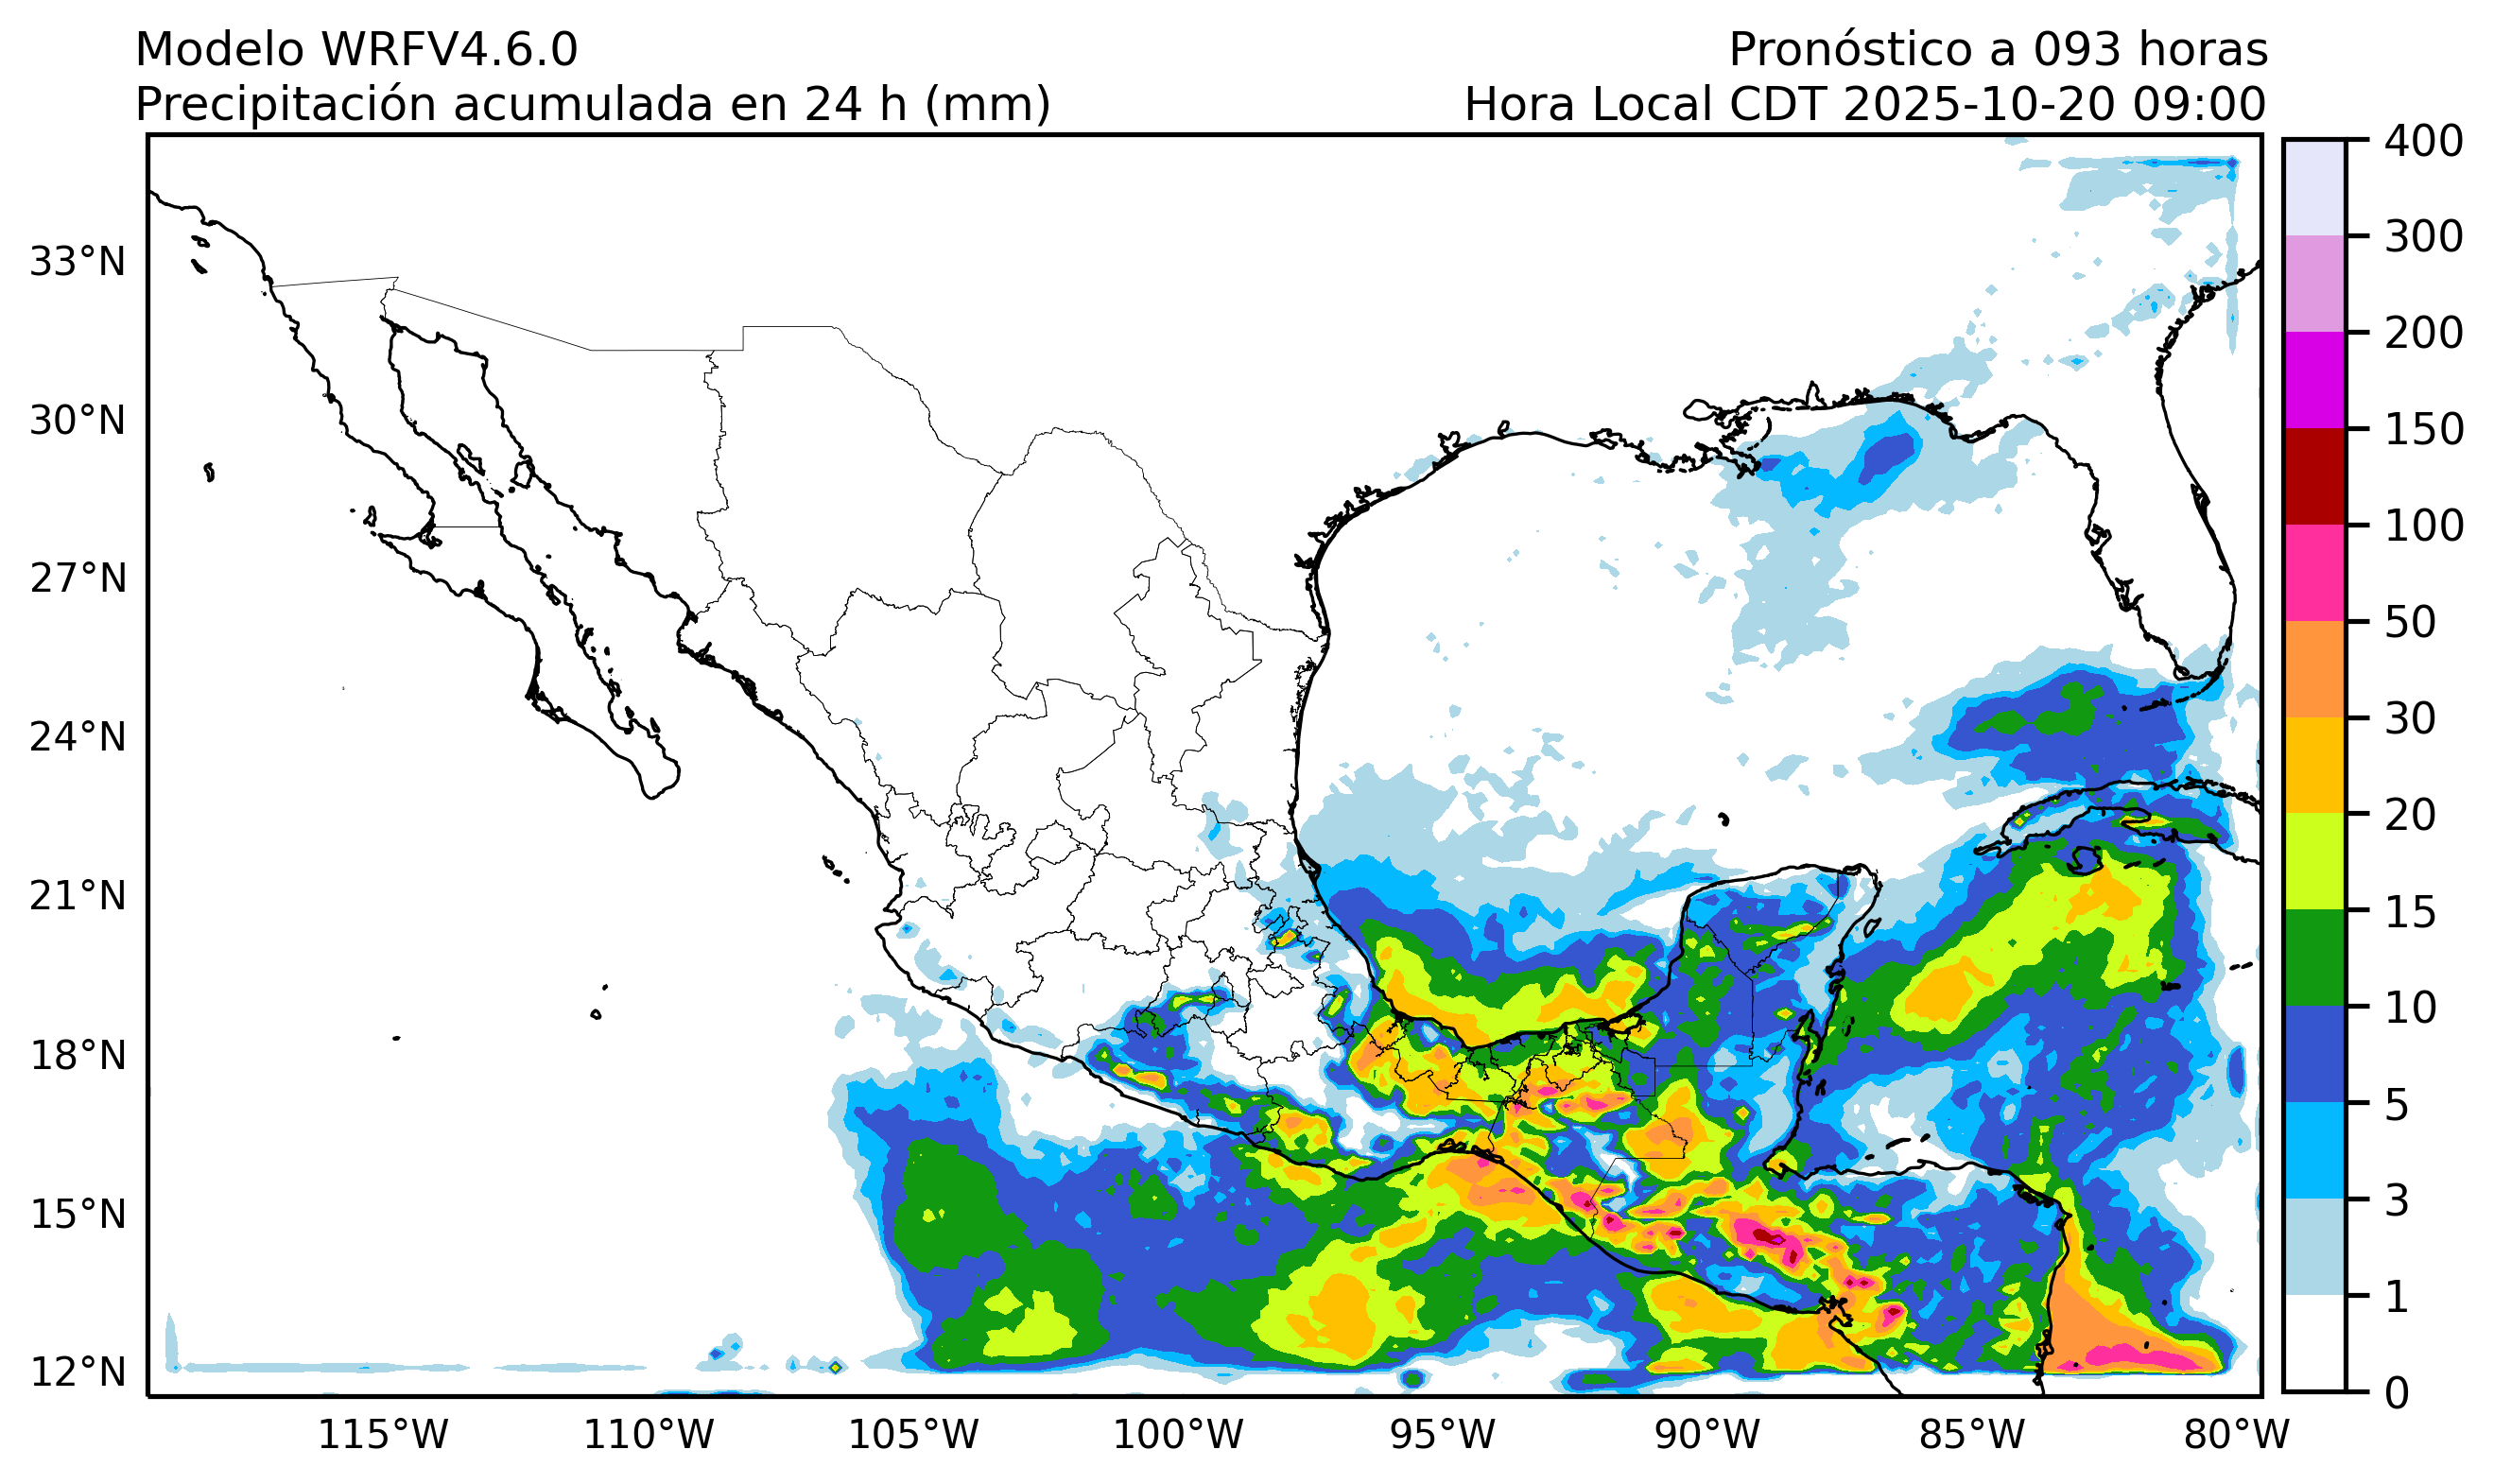 Modelo WRFV4.6.0
Pronóstico a 093 horas
Precipitación acumulada en 24 h (mm)
Hora Local CDT 2025-10-20 09:00
33°N
30°N
27°N
24°N
21°N
18°N
15°N
12°N
115°W
110°W
105°W
100°W
95°W
90°W
85°W
80°W
400
300
200
150
100
50
30
20
15
10
5
3
1
0